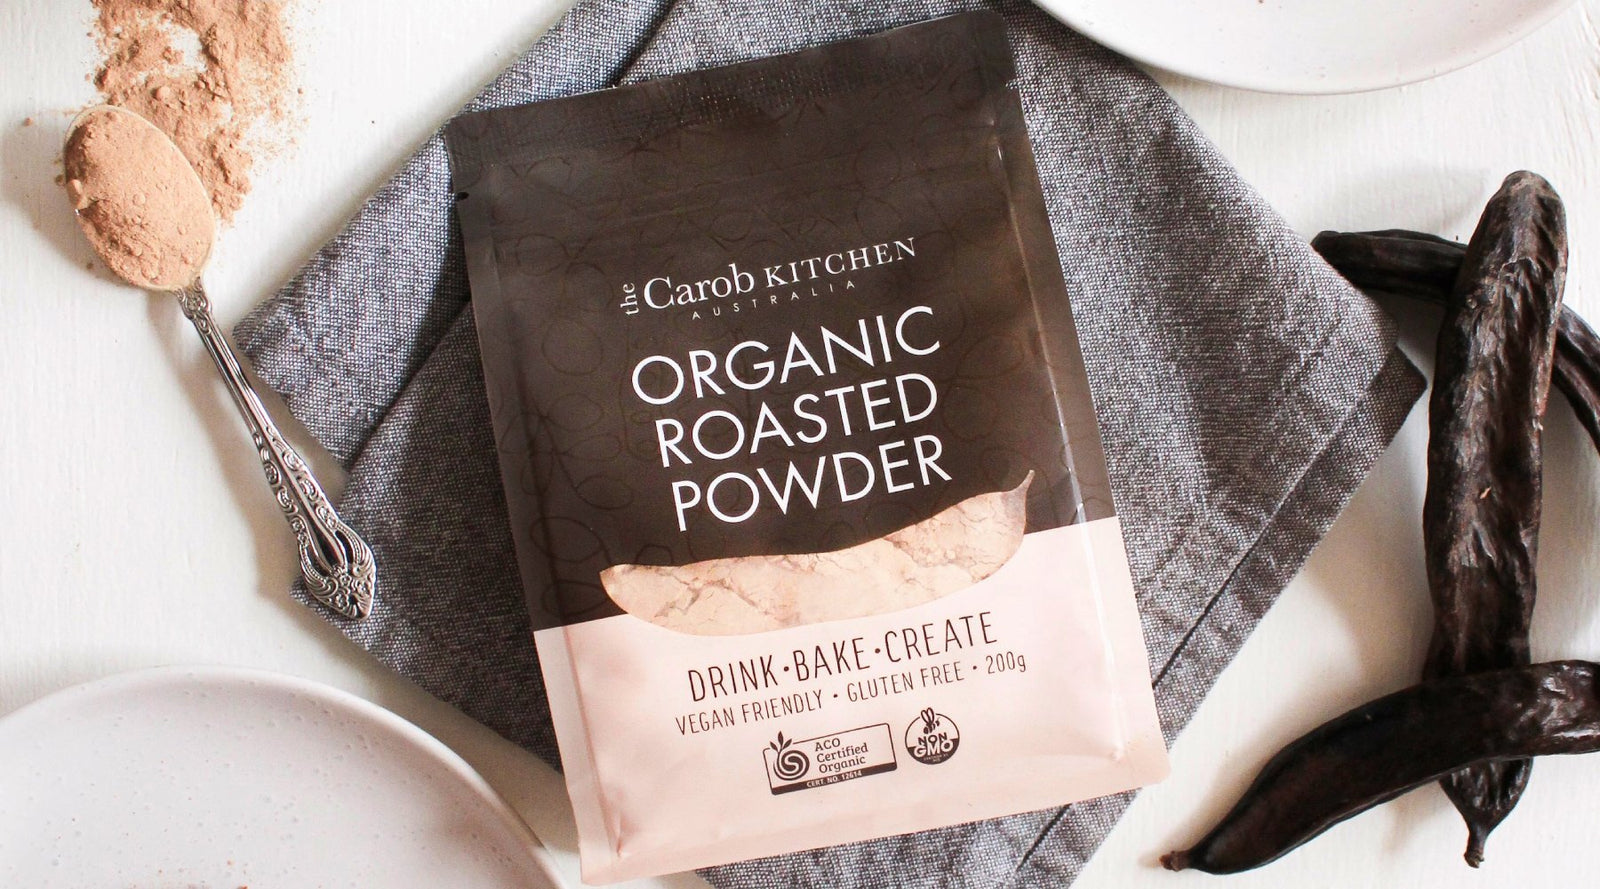 the Carob KITCHEN
AUSTRALIA
ORGANIC
ROASTED
POWDER
DRINK • BAKE • CREATE
VEGAN FRIENDLY • GLUTEN FREE • 200g
ACO
Certified
Organic
CERT. NO. 12614
NON
GMO